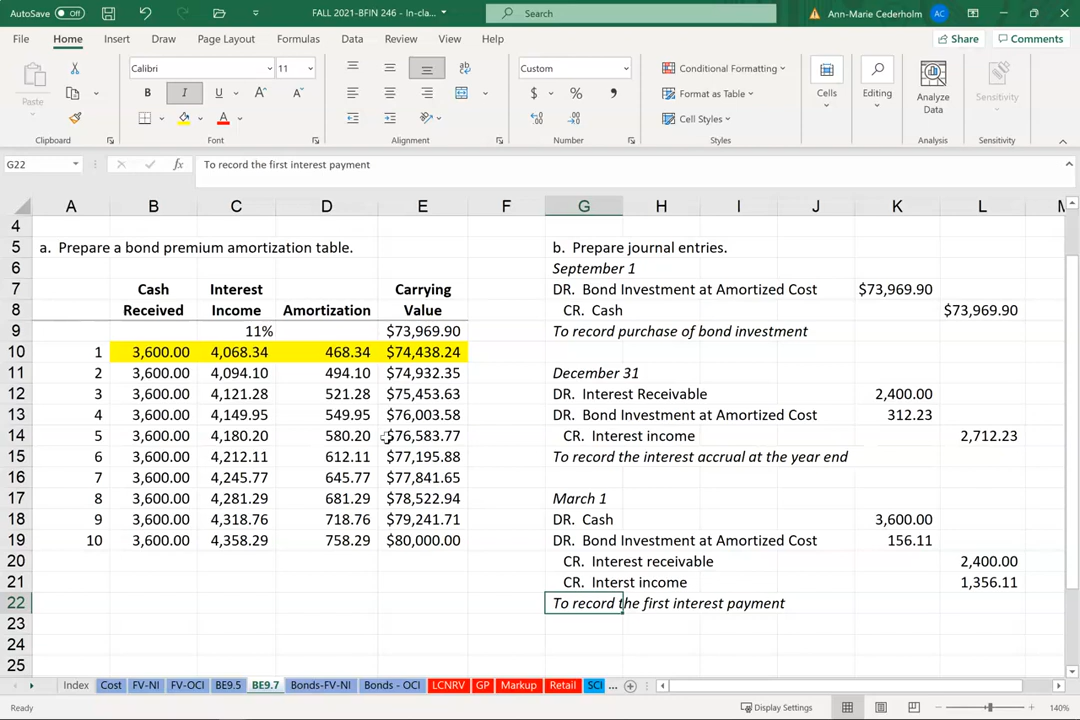 AutoSave Off FALL 2021-BFIN 246 - In-cla... Search Ann-Marie Cederholm AC
File Home Insert Draw Page Layout Formulas Data Review View Help Share Comments
Paste Calibri 11 Custom Conditional Formatting Cells Editing Analyze Data Sensitivity
B I U A A A $ % , Format as Table
Cell Styles
Clipboard Font Alignment Number Styles Analysis Sensitivity
G22 fx To record the first interest payment
A B C D E F G H I J K L M
4
5 a. Prepare a bond premium amortization table. b. Prepare journal entries.
6 September 1
7 Cash Interest Carrying DR. Bond Investment at Amortized Cost $73,969.90
8 Received Income Amortization Value CR. Cash $73,969.90
9 11% $73,969.90 To record purchase of bond investment
10 1 3,600.00 4,068.34 468.34 $74,438.24
11 2 3,600.00 4,094.10 494.10 $74,932.35 December 31
12 3 3,600.00 4,121.28 521.28 $75,453.63 DR. Interest Receivable 2,400.00
13 4 3,600.00 4,149.95 549.95 $76,003.58 DR. Bond Investment at Amortized Cost 312.23
14 5 3,600.00 4,180.20 580.20 $76,583.77 CR. Interest income 2,712.23
15 6 3,600.00 4,212.11 612.11 $77,195.88 To record the interest accrual at the year end
16 7 3,600.00 4,245.77 645.77 $77,841.65
17 8 3,600.00 4,281.29 681.29 $78,522.94 March 1
18 9 3,600.00 4,318.76 718.76 $79,241.71 DR. Cash 3,600.00
19 10 3,600.00 4,358.29 758.29 $80,000.00 DR. Bond Investment at Amortized Cost 156.11
20 CR. Interest receivable 2,400.00
21 CR. Interst income 1,356.11
22 To record the first interest payment
23
24
25
Index Cost FV-NI FV-OCI BE9.5 BE9.7 Bonds-FV-NI Bonds - OCI LCNRV GP Markup Retail SCI ...
Ready Display Settings 140%